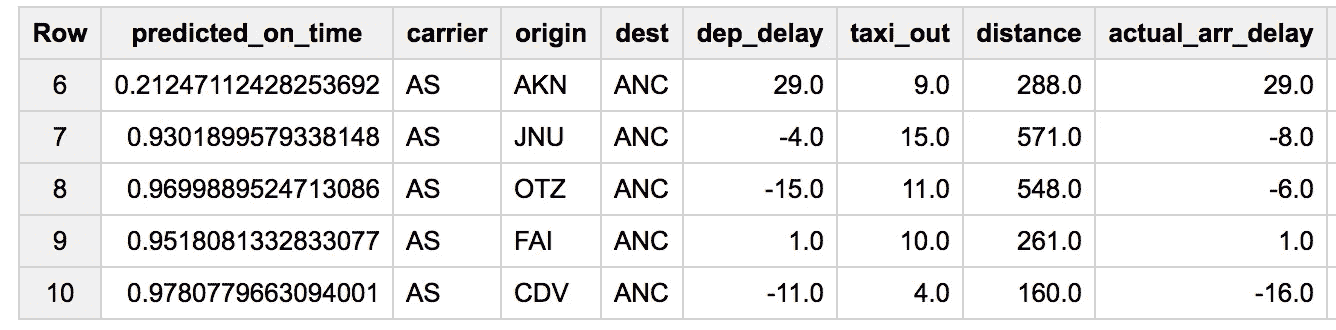 Row predicted_on_time carrier origin dest dep_delay taxi_out distance actual_arr_delay
6 0.21247112428253692 AS AKN ANC 29.0 9.0 288.0 29.0
7 0.9301899579338148 AS JNU ANC -4.0 15.0 571.0 -8.0
8 0.9699889524713086 AS OTZ ANC -15.0 11.0 548.0 -6.0
9 0.9518081332833077 AS FAI ANC 1.0 10.0 261.0 1.0
10 0.9780779663094001 AS CDV ANC -11.0 4.0 160.0 -16.0